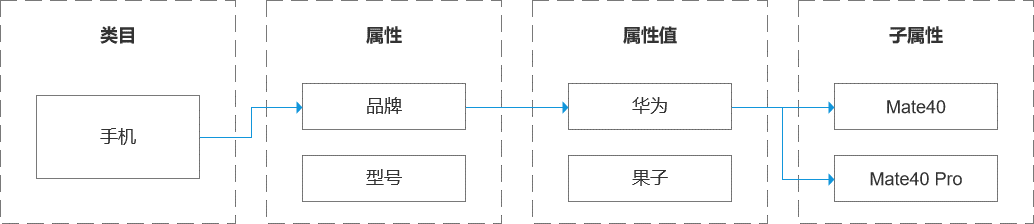 类目
属性
属性值
子属性
手机
品牌
型号
华为
果子
Mate40
Mate40 Pro